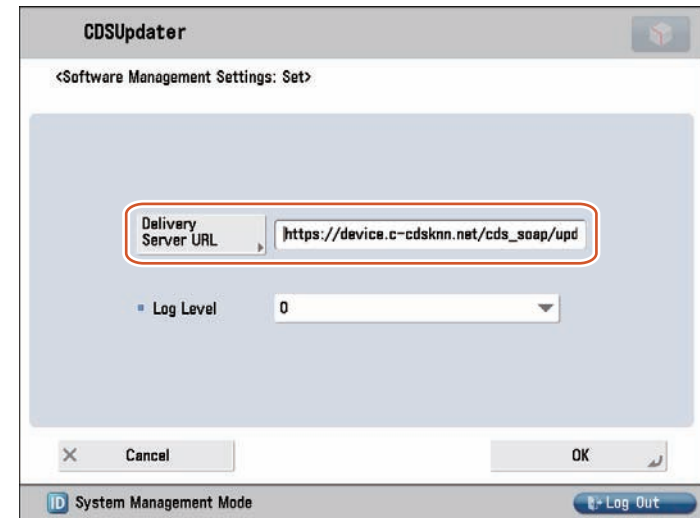 CDSUpdater
<Software Management Settings: Set>
Delivery
Server URL
https://device.c-cdsknn.net/cds_soap/upd
Log Level
0
Cancel
OK
ID System Management Mode
Log Out